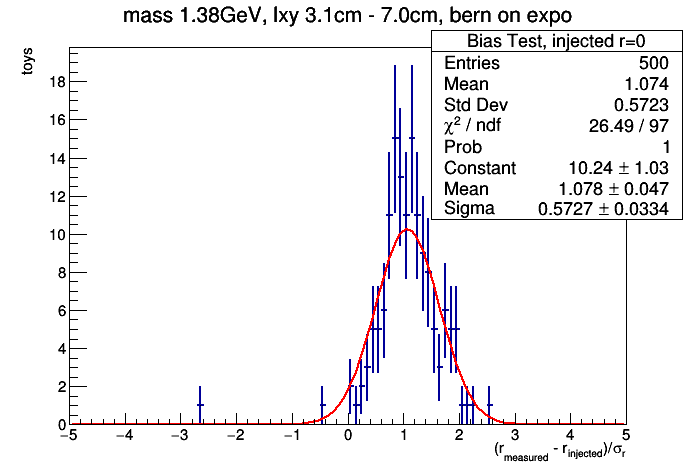 mass 1.38GeV, lxy 3.1cm - 7.0cm, bern on expo
Bias Test, injected r=0
Entries 500
Mean 1.074
Std Dev 0.5723
χ² / ndf 26.49 / 97
Prob 1
Constant 10.24 ± 1.03
Mean 1.078 ± 0.047
Sigma 0.5727 ± 0.0334
toys
18
16
14
12
10
8
6
4
2
0
−5 −4 −3 −2 −1 0 1 2 3 4 5
(r_measured - r_injected)/σ_r